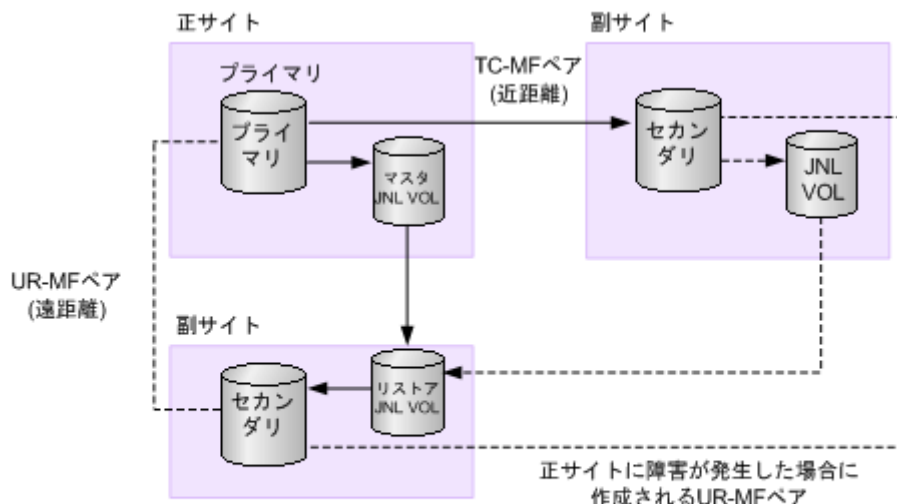 正サイト
副サイト
プライマリ
TC-MFペア
(近距離)
プライ
マリ
セカン
ダリ
マスタ
JNL VOL
JNL
VOL
UR-MFペア
(遠距離)
副サイト
セカン
ダリ
リストア
JNL VOL
正サイトに障害が発生した場合に
作成されるUR-MFペア